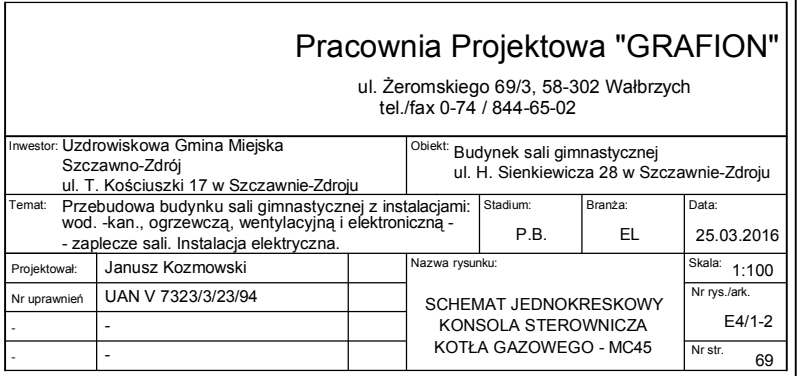 Pracownia Projektowa "GRAFION"
ul. Żeromskiego 69/3, 58-302 Wałbrzych
tel./fax 0-74 / 844-65-02
Inwestor: Uzdrowiskowa Gmina Miejska
Szczawno-Zdrój
ul. T. Kościuszki 17 w Szczawnie-Zdroju
Obiekt: Budynek sali gimnastycznej
ul. H. Sienkiewicza 28 w Szczawnie-Zdroju
Temat: Przebudowa budynku sali gimnastycznej z instalacjami:
wod. -kan., ogrzewczą, wentylacyjną i elektroniczną -
- zaplecze sali. Instalacja elektryczna.
Stadium:
P.B.
Branża:
EL
Data:
25.03.2016
Projektował: Janusz Kozmowski
Nr uprawnień UAN V 7323/3/23/94
- -
- -
Nazwa rysunku:
SCHEMAT JEDNOKRESKOWY
KONSOLA STEROWNICZA
KOTŁA GAZOWEGO - MC45
Skala: 1:100
Nr rys./ark.
E4/1-2
Nr str.
69